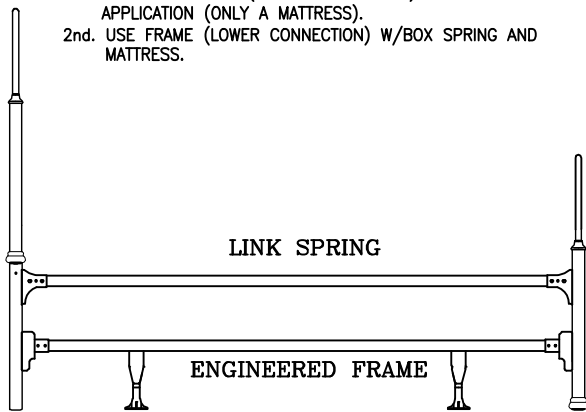 APPLICATION (ONLY A MATTRESS).
2nd. USE FRAME (LOWER CONNECTION) W/BOX SPRING AND
MATTRESS.
LINK SPRING
ENGINEERED FRAME